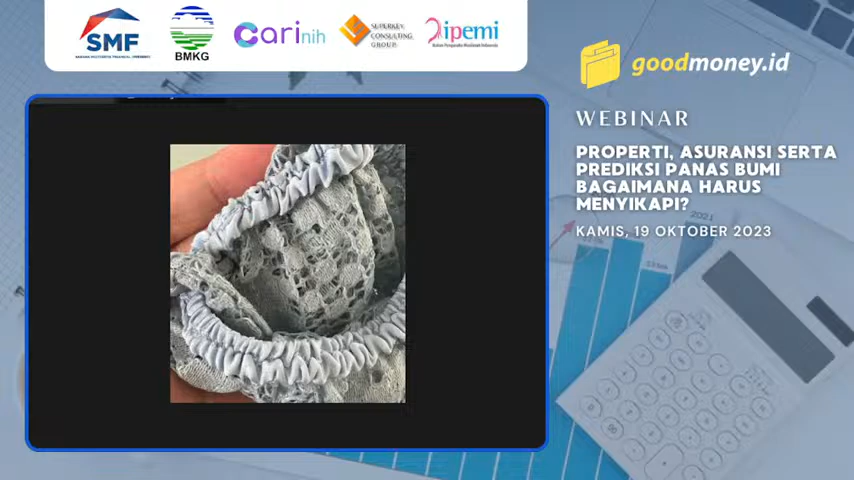 SMF
BMKG
Carinih
SUPERKEY
CONSULTING
GROUP
ipemi
goodmoney.id
WEBINAR
PROPERTI, ASURANSI SERTA
PREDIKSI PANAS BUMI
BAGAIMANA HARUS
MENYIKAPI?
KAMIS, 19 OKTOBER 2023
2021